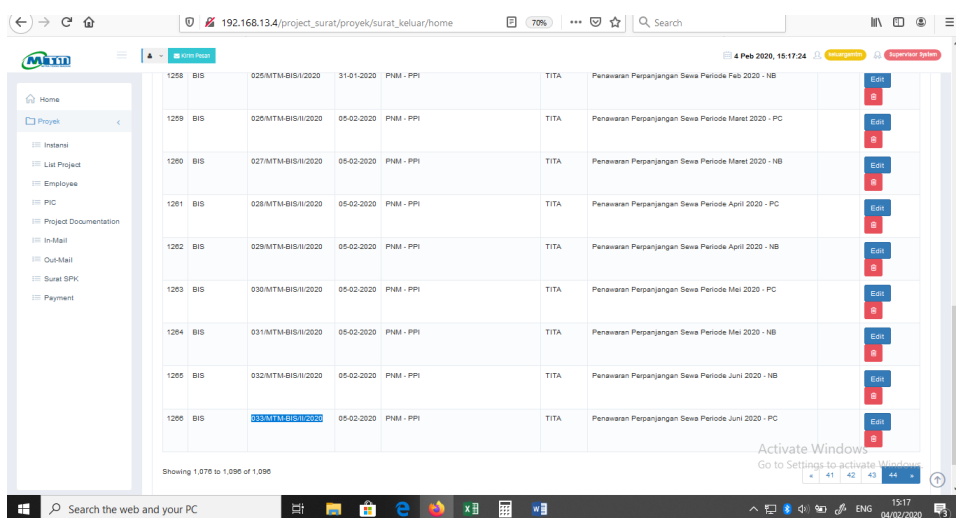 192.168.13.4/project_surat/proyek/surat_keluar/home 70% Search
MTM Kirim Pesan 4 Peb 2020, 15:17:24 Supervisor System
1258 BIS 025/MTM-BIS/I/2020 31-01-2020 PNM - PPI TITA Penawaran Perpanjangan Sewa Periode Feb 2020 - NB Edit
Home
1259 BIS 026/MTM-BIS/II/2020 05-02-2020 PNM - PPI TITA Penawaran Perpanjangan Sewa Periode Maret 2020 - PC Edit
Proyek
Instansi
List Project
1260 BIS 027/MTM-BIS/II/2020 05-02-2020 PNM - PPI TITA Penawaran Perpanjangan Sewa Periode Maret 2020 - NB Edit
Employee
PIC
1261 BIS 028/MTM-BIS/II/2020 05-02-2020 PNM - PPI TITA Penawaran Perpanjangan Sewa Periode April 2020 - PC Edit
Project Documentation
In-Mail
1262 BIS 029/MTM-BIS/II/2020 05-02-2020 PNM - PPI TITA Penawaran Perpanjangan Sewa Periode April 2020 - NB Edit
Out-Mail
Surat SPK
1263 BIS 030/MTM-BIS/II/2020 05-02-2020 PNM - PPI TITA Penawaran Perpanjangan Sewa Periode Mei 2020 - PC Edit
Payment
1264 BIS 031/MTM-BIS/II/2020 05-02-2020 PNM - PPI TITA Penawaran Perpanjangan Sewa Periode Mei 2020 - NB Edit
1265 BIS 032/MTM-BIS/II/2020 05-02-2020 PNM - PPI TITA Penawaran Perpanjangan Sewa Periode Juni 2020 - NB Edit
1266 BIS 033/MTM-BIS/II/2020 05-02-2020 PNM - PPI TITA Penawaran Perpanjangan Sewa Periode Juni 2020 - PC Edit
Activate Windows
Go to Settings to activate Windows.
Showing 1,076 to 1,096 of 1,096
« 41 42 43 44 »
Search the web and your PC ENG 15:17
04/02/2020 3